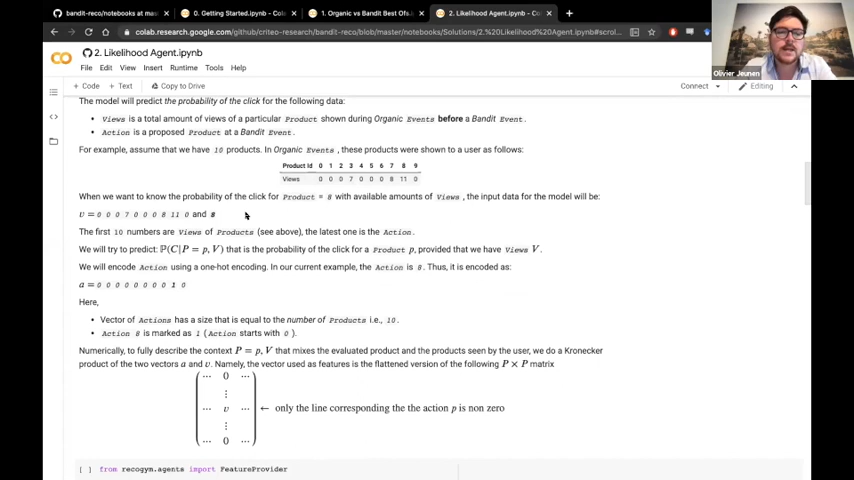 bandit-reco/notebooks at mas
0. Getting Started.ipynb - Col
1. Organic vs Bandit Best Ofs.i
2. Likelihood Agent.ipynb - Col
colab.research.google.com/github/criteo-research/bandit-reco/blob/master/notebooks/Solutions/2.%20Likelihood%20Agent.ipynb#scrol...
2. Likelihood Agent.ipynb
File Edit View Insert Runtime Tools Help
+ Code + Text Copy to Drive
Connect
Editing
Olivier Jeunen
The model will predict the probability of the click for the following data:
• Views is a total amount of views of a particular Product shown during Organic Events before a Bandit Event.
• Action is a proposed Product at a Bandit Event.
For example, assume that we have 10 products. In Organic Events, these products were shown to a user as follows:
Product Id 0 1 2 3 4 5 6 7 8 9
Views 0 0 0 7 0 0 0 8 11 0
When we want to know the probability of the click for Product = 8 with available amounts of Views, the input data for the model will be:
v = 0 0 0 7 0 0 0 8 11 0 and 8
The first 10 numbers are Views of Products (see above), the latest one is the Action.
We will try to predict: ℙ(C|P = p, V) that is the probability of the click for a Product p, provided that we have Views V.
We will encode Action using a one-hot encoding. In our current example, the Action is 8. Thus, it is encoded as:
a = 0 0 0 0 0 0 0 0 1 0
Here,
• Vector of Actions has a size that is equal to the number of Products i.e., 10.
• Action 8 is marked as 1 (Action starts with 0).
Numerically, to fully describe the context P = p, V that mixes the evaluated product and the products seen by the user, we do a Kronecker
product of the two vectors a and v. Namely, the vector used as features is the flattened version of the following P × P matrix
⋯ 0 ⋯
⋮
⋯ v ⋯ ← only the line corresponding the the action p is non zero
⋮
⋯ 0 ⋯
[ ] from recogym.agents import FeatureProvider